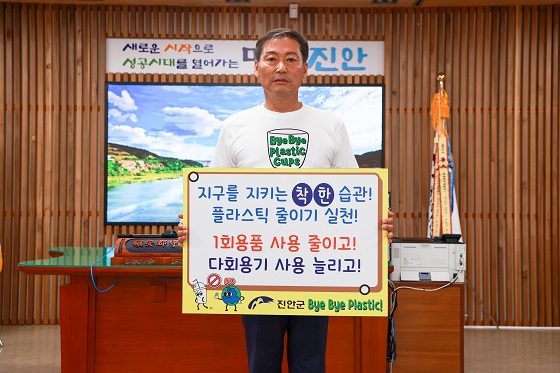 새로운 시작으로
성공시대를 열어가는
진안
Bye Bye
Plastic
Cups
지구를 지키는 착한 습관!
플라스틱 줄이기 실천!
1회용품 사용 줄이고!
다회용기 사용 늘리고!
진안군 Bye Bye Plastic!